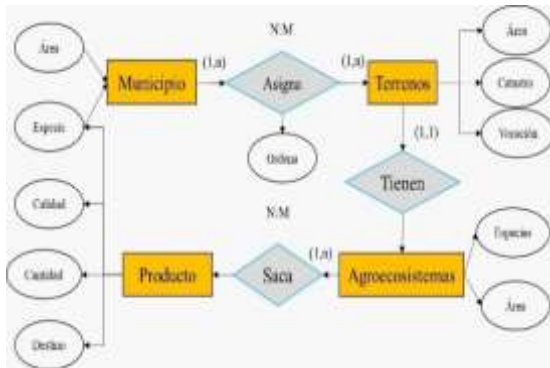 N:M
Área
Área
Municipio
(1,n)
Asigna
(1,n)
Terrenos
Catastro
Especie
Ordena
(1,1)
Vocación
Tienen
Calidad
N:M
Espacios
Cantidad
Producto
Saca
(1,n)
Agroecosistemas
Área
Destino